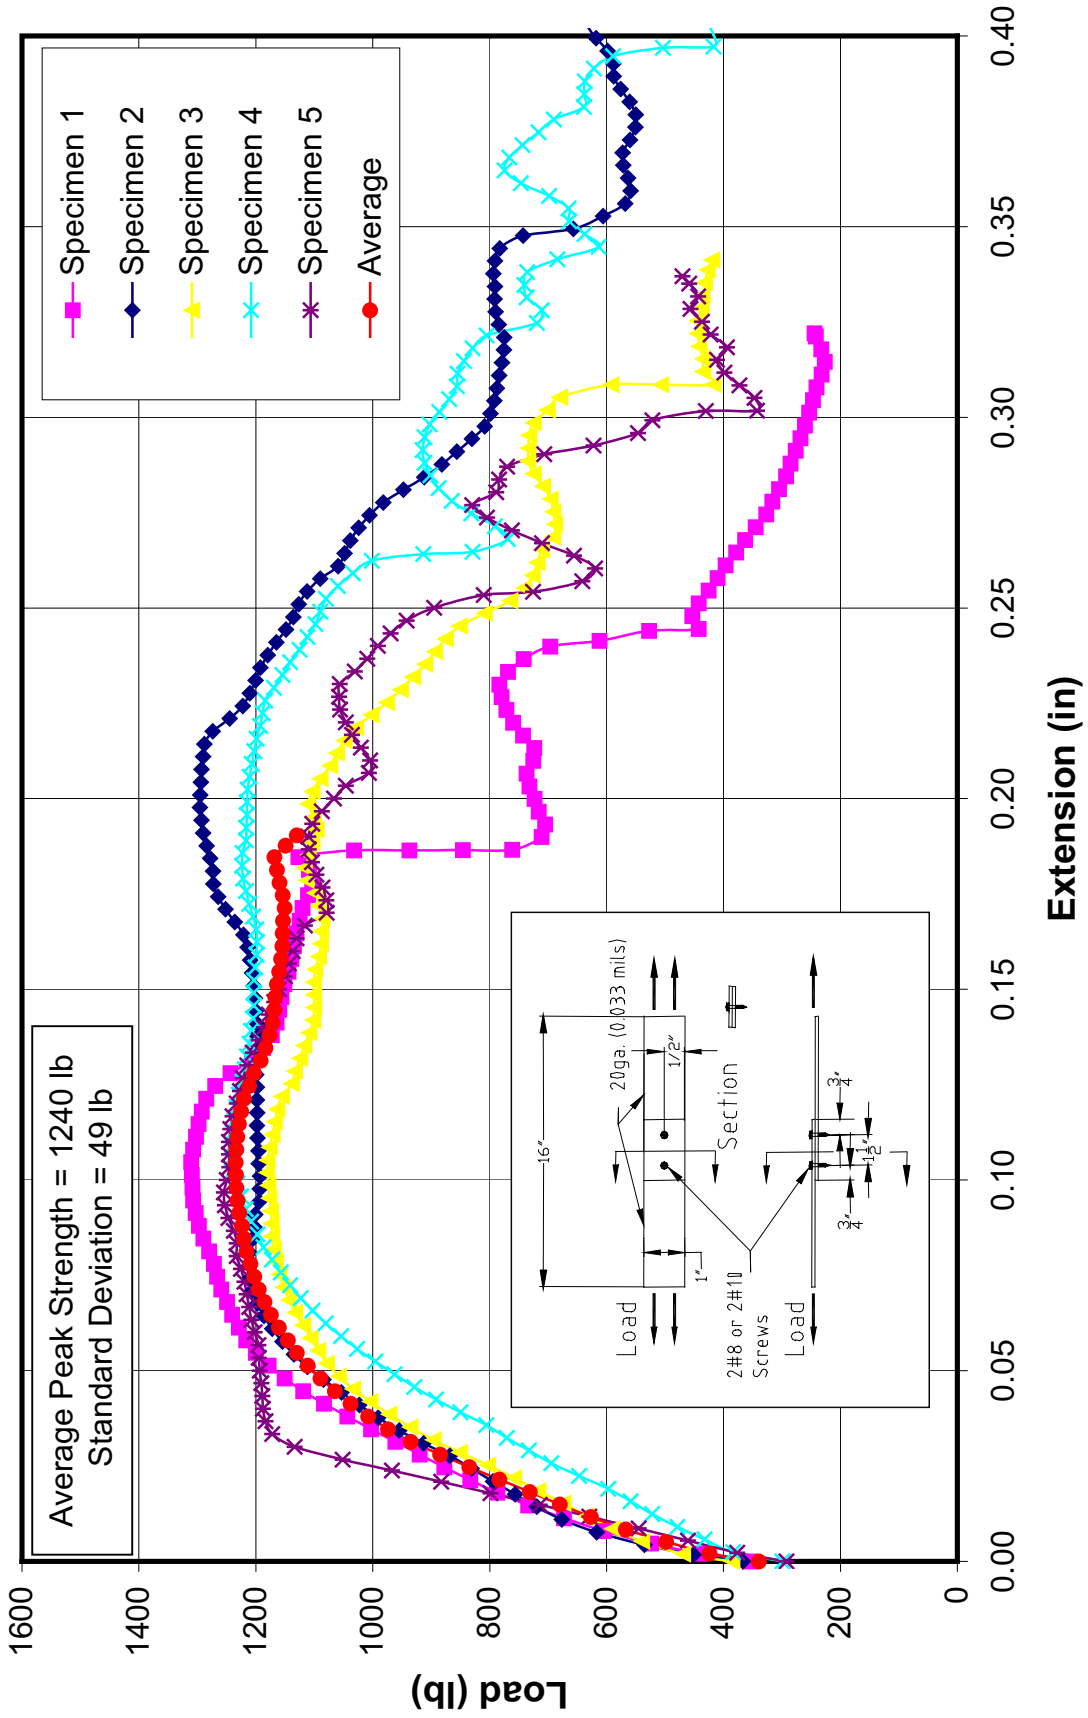 Average Peak Strength = 1240 lb
Standard Deviation = 49 lb
Specimen 1
Specimen 2
Specimen 3
Specimen 4
Specimen 5
Average
1600
1400
1200
1000
800
600
400
200
0
Load (lb)
0.00
0.05
0.10
0.15
0.20
0.25
0.30
0.35
0.40
Extension (in)
16"
20ga. (0.033 mils)
Load
1"
1/2"
Section
2#8 or 2#10
Screws
Load
3"
4
1"
1
2
3"
4